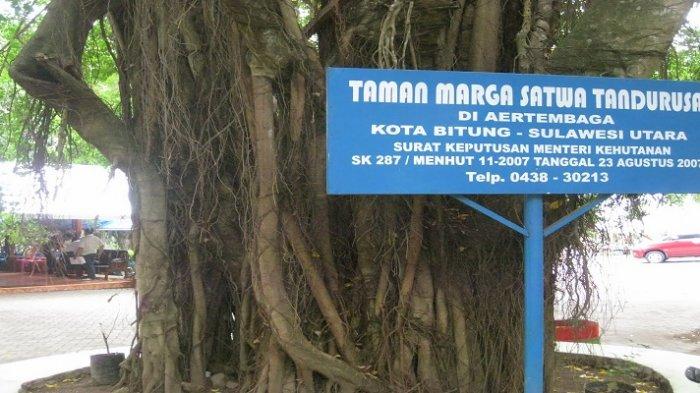 TAMAN MARGA SATWA TANDURUSA
DI AERTEMBAGA
KOTA BITUNG - SULAWESI UTARA
SURAT KEPUTUSAN MENTERI KEHUTANAN
SK 287 / MENHUT 11-2007 TANGGAL 23 AGUSTUS 2007
Telp. 0438 - 30213